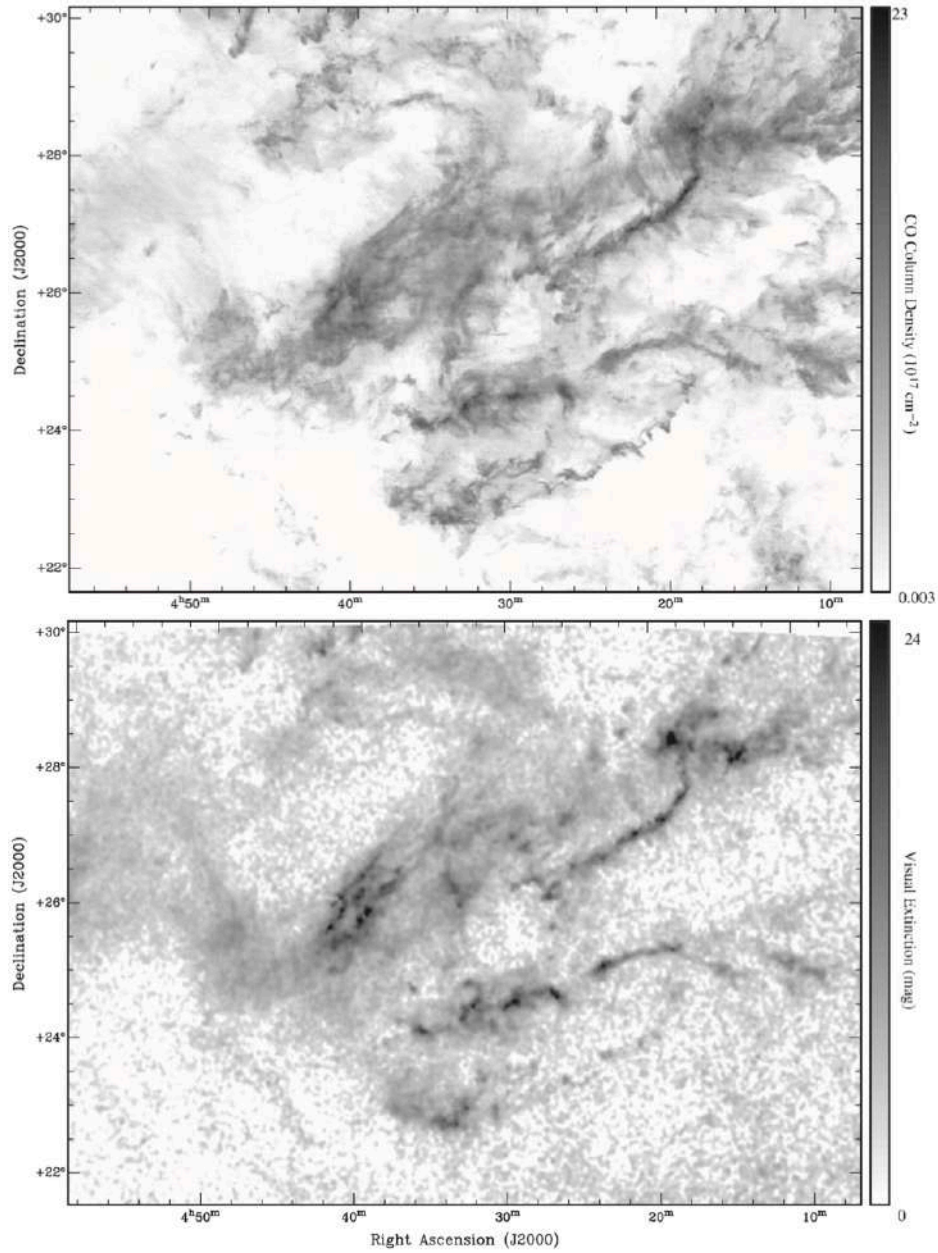 +30°
+28°
+26°
+24°
+22°
Declination (J2000)
4ʰ50ᵐ
40ᵐ
30ᵐ
20ᵐ
10ᵐ
23
CO Column Density (10¹⁷ cm⁻²)
0.003
+30°
+28°
+26°
+24°
+22°
Declination (J2000)
4ʰ50ᵐ
40ᵐ
30ᵐ
20ᵐ
10ᵐ
Right Ascension (J2000)
24
Visual Extinction (mag)
0